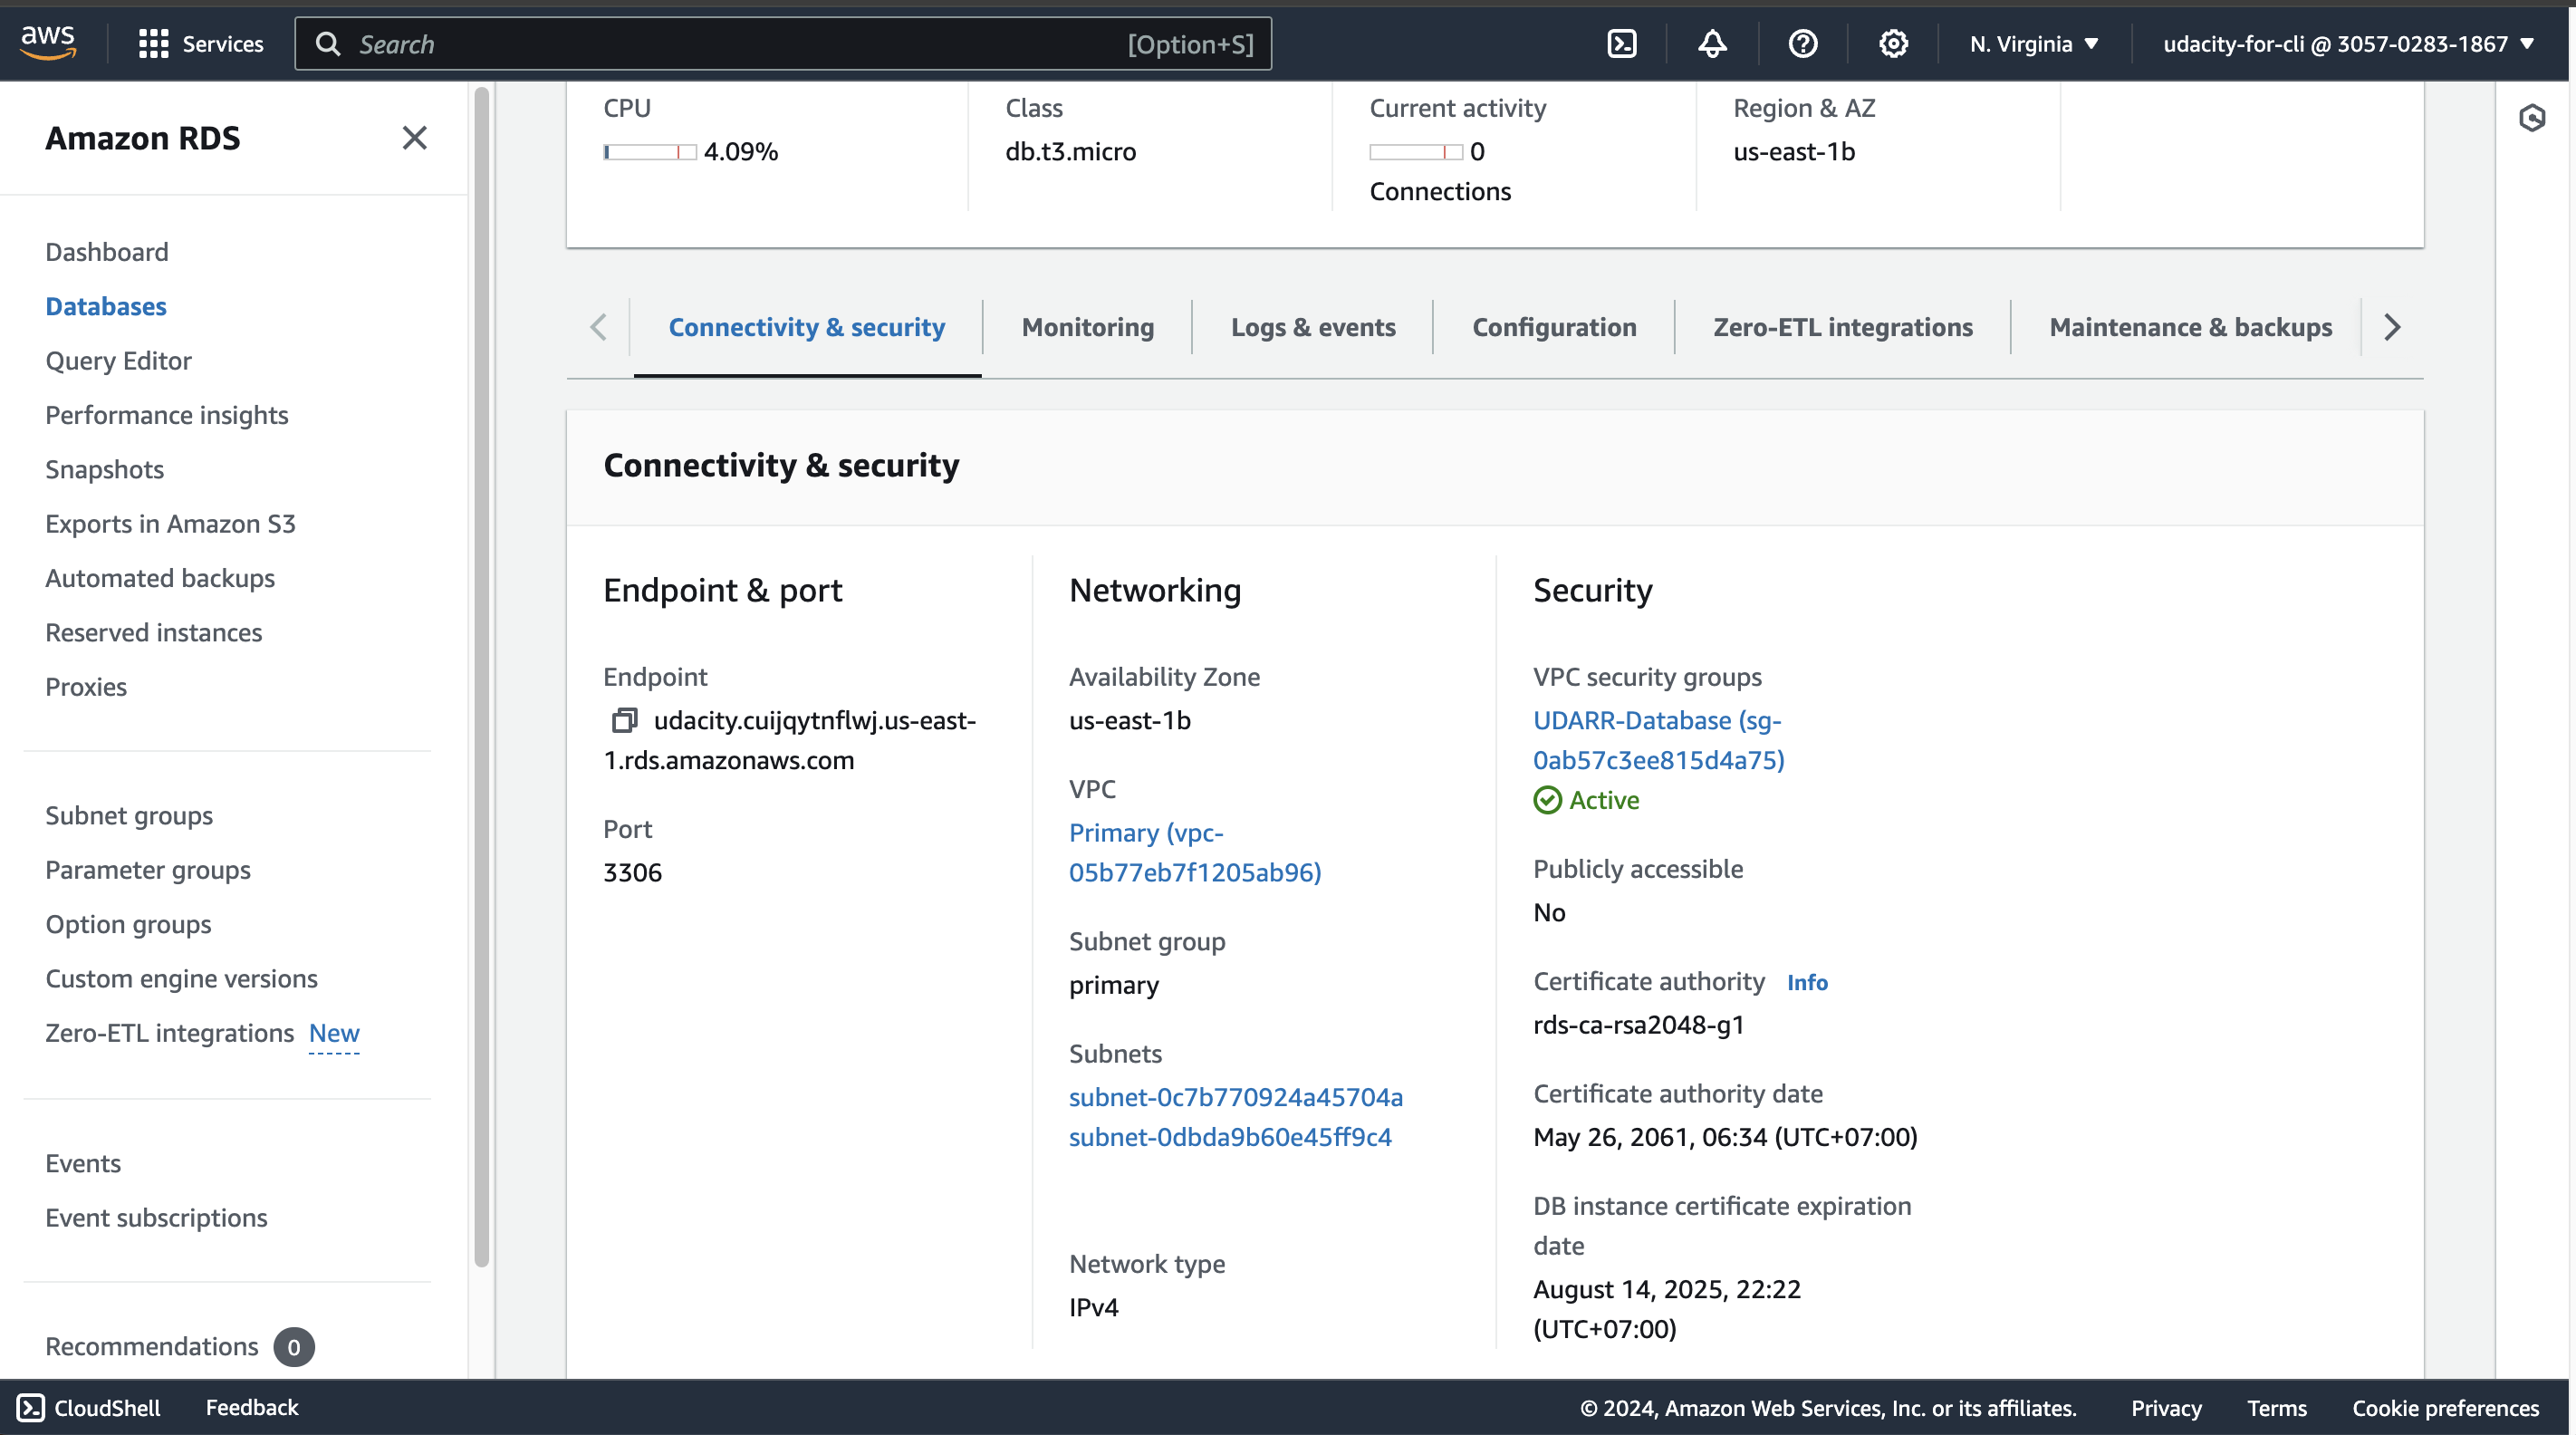 aws
Services
Search [Option+S]
N. Virginia
udacity-for-cli @ 3057-0283-1867
Amazon RDS
Dashboard
Databases
Query Editor
Performance insights
Snapshots
Exports in Amazon S3
Automated backups
Reserved instances
Proxies
Subnet groups
Parameter groups
Option groups
Custom engine versions
Zero-ETL integrations New
Events
Event subscriptions
Recommendations 0
CPU
4.09%
Class
db.t3.micro
Current activity
0
Connections
Region & AZ
us-east-1b
Connectivity & security
Monitoring
Logs & events
Configuration
Zero-ETL integrations
Maintenance & backups
Connectivity & security
Endpoint & port
Endpoint
udacity.cuijqytnflwj.us-east-
1.rds.amazonaws.com
Port
3306
Networking
Availability Zone
us-east-1b
VPC
Primary (vpc-
05b77eb7f1205ab96)
Subnet group
primary
Subnets
subnet-0c7b770924a45704a
subnet-0dbda9b60e45ff9c4
Network type
IPv4
Security
VPC security groups
UDARR-Database (sg-
0ab57c3ee815d4a75)
Active
Publicly accessible
No
Certificate authority Info
rds-ca-rsa2048-g1
Certificate authority date
May 26, 2061, 06:34 (UTC+07:00)
DB instance certificate expiration
date
August 14, 2025, 22:22
(UTC+07:00)
CloudShell
Feedback
© 2024, Amazon Web Services, Inc. or its affiliates.
Privacy
Terms
Cookie preferences